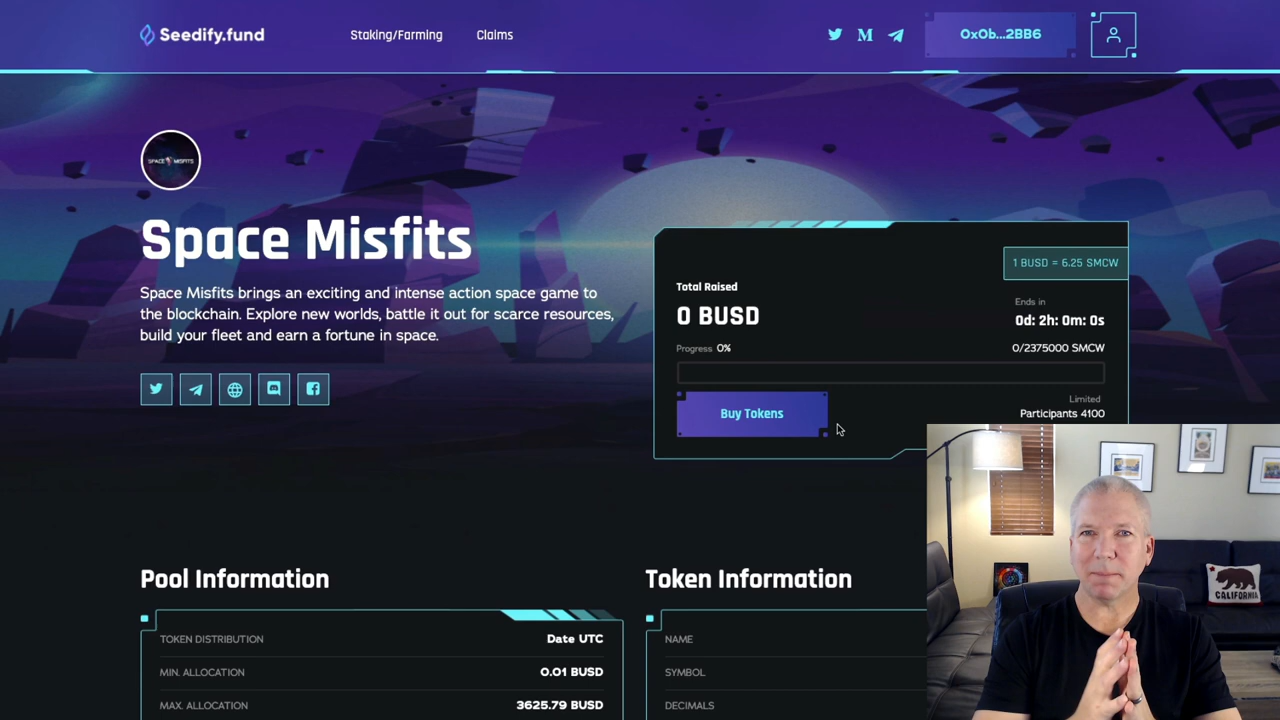 Seedify.fund
Staking/Farming
Claims
0x0b...2BB6
SPACE MISFITS
Space Misfits
Space Misfits brings an exciting and intense action space game to
the blockchain. Explore new worlds, battle it out for scarce resources,
build your fleet and earn a fortune in space.
1 BUSD = 6.25 SMCW
Total Raised
0 BUSD
Ends in
0d: 2h: 0m: 0s
Progress 0%
0/2375000 SMCW
Buy Tokens
Limited
Participants 4100
Pool Information
TOKEN DISTRIBUTION Date UTC
MIN. ALLOCATION 0.01 BUSD
MAX. ALLOCATION 3625.79 BUSD
Token Information
NAME
SYMBOL
DECIMALS
CALIFORNIA